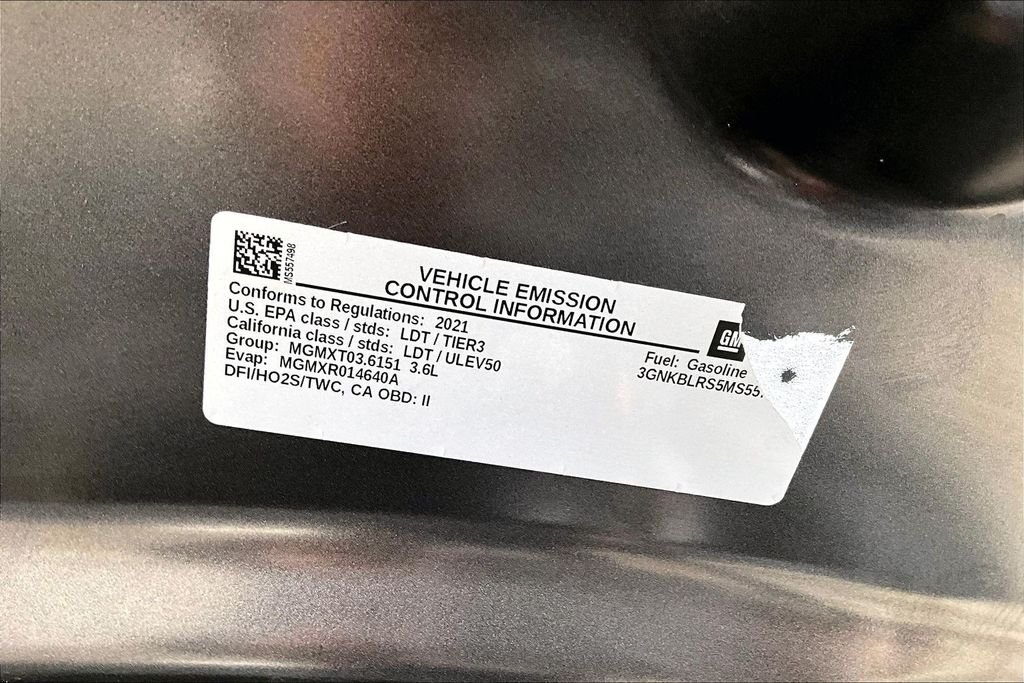 MS557498
VEHICLE EMISSION
CONTROL INFORMATION
Conforms to Regulations: 2021
U.S. EPA class / stds: LDT / TIER3
California class / stds: LDT / ULEV50
Group: MGMXT03.6151 3.6L
Evap: MGMXR014640A
DFI/HO2S/TWC, CA OBD: II
GM
Fuel: Gasoline
3GNKBLRS5MS55